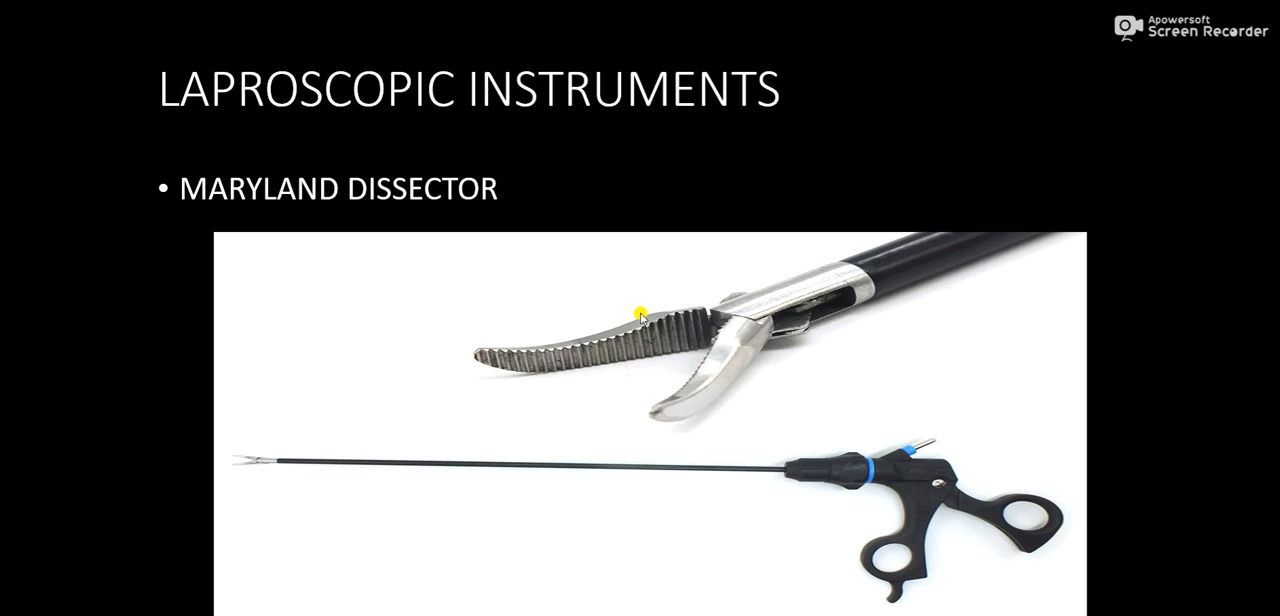 Apowersoft
Screen Recorder
LAPROSCOPIC INSTRUMENTS
• MARYLAND DISSECTOR